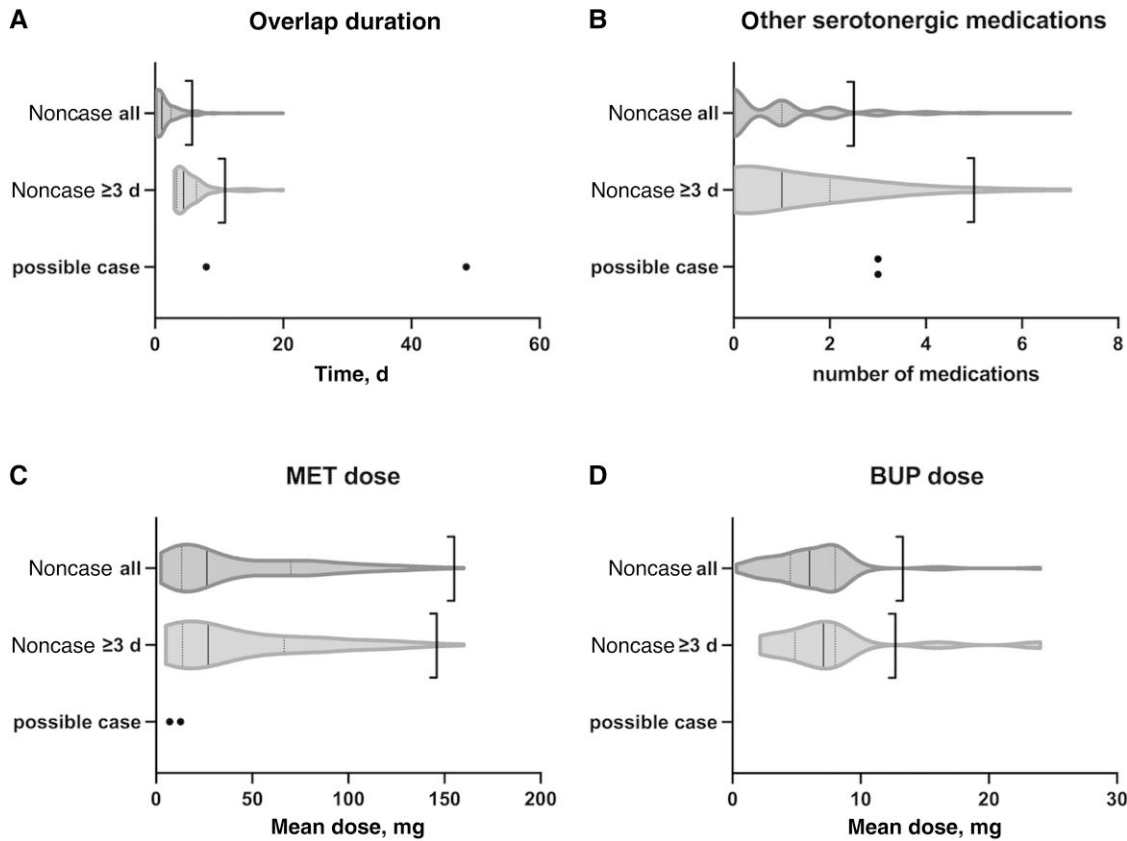 A
Overlap duration
Noncase all
Noncase ≥3 d
possible case
0 20 40 60
Time, d
B
Other serotonergic medications
Noncase all
Noncase ≥3 d
possible case
0 2 4 6 8
number of medications
C
MET dose
Noncase all
Noncase ≥3 d
possible case
0 50 100 150 200
Mean dose, mg
D
BUP dose
Noncase all
Noncase ≥3 d
possible case
0 10 20 30
Mean dose, mg